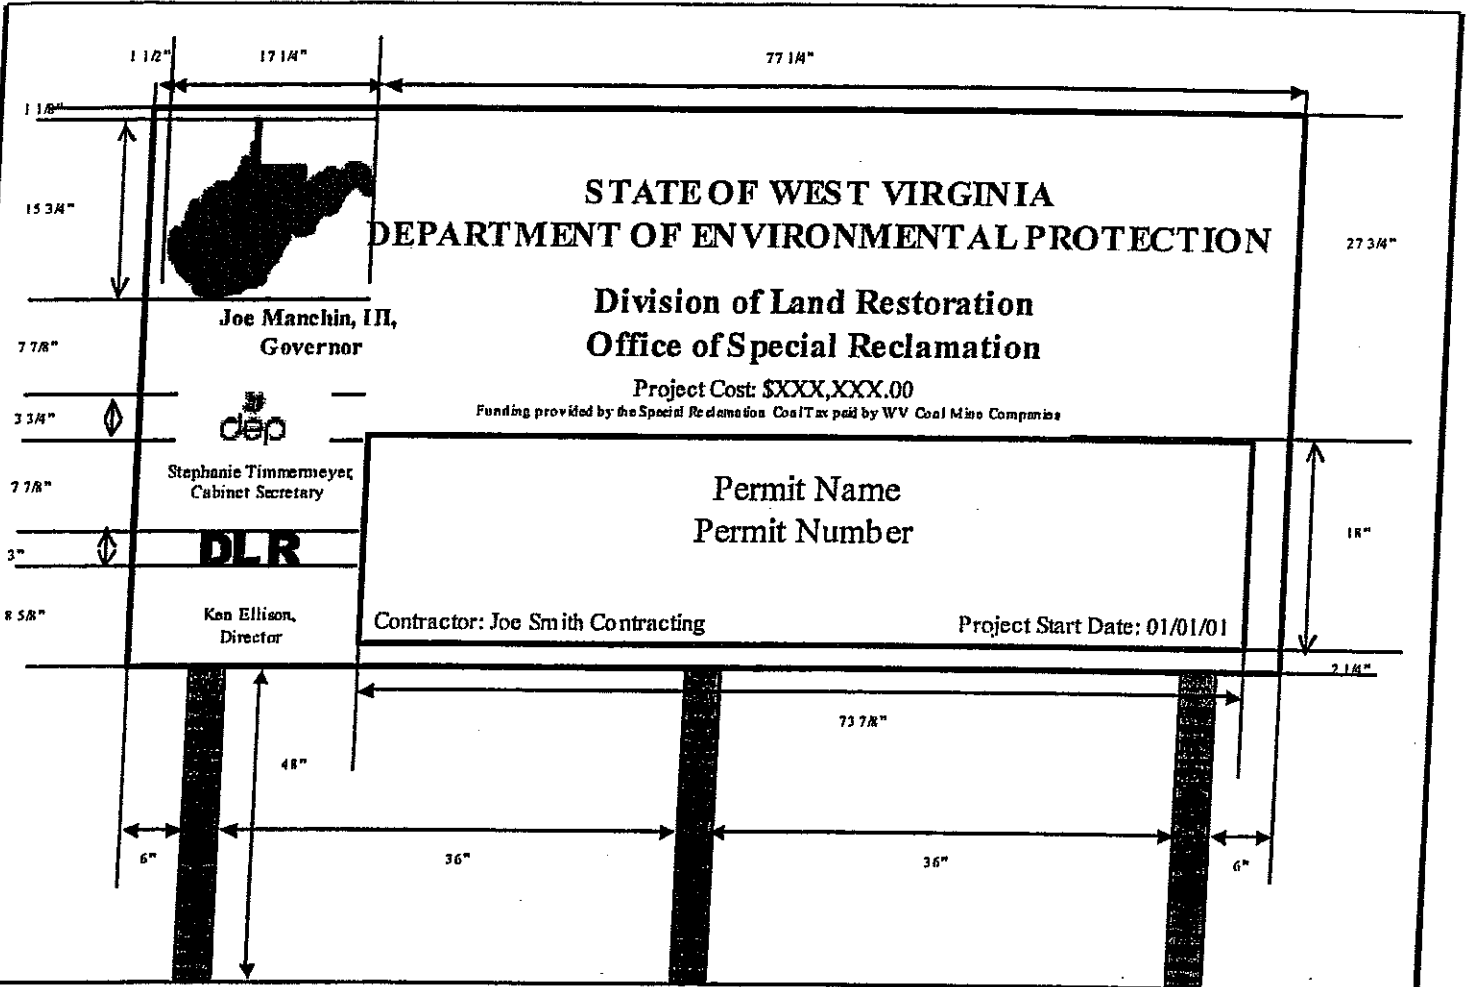 1 1/2" 17 1/4" 77 1/4"
1 1/8"
15 3/4"
STATE OF WEST VIRGINIA
DEPARTMENT OF ENVIRONMENTAL PROTECTION
27 3/4"
Division of Land Restoration
Office of Special Reclamation
Joe Manchin, III,
Governor
7 7/8"
Project Cost: $XXX,XXX.00
Funding provided by the Special Reclamation Coal Tax paid by WV Coal Mine Companies
3 3/4"
dep
Stephanie Timmermeyer,
Cabinet Secretary
7 7/8"
Permit Name
Permit Number
18"
3"
DLR
8 5/8"
Ken Ellison,
Director
Contractor: Joe Smith Contracting Project Start Date: 01/01/01
2 1/4"
73 7/8"
48"
6" 36" 36" 6"